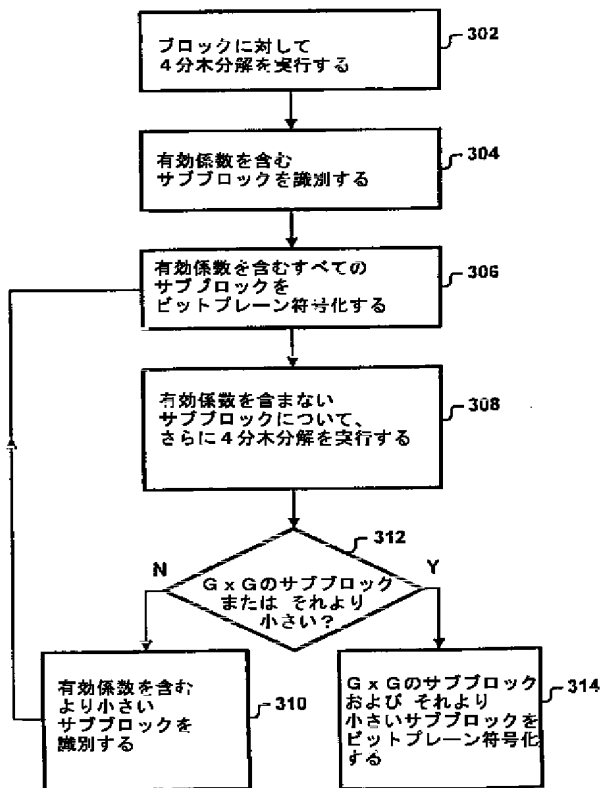 ブロックに対して
４分木分解を実行する
302
有効係数を含む
サブブロックを識別する
304
有効係数を含むすべての
サブブロックを
ビットプレーン符号化する
306
有効係数を含まない
サブブロックについて、
さらに４分木分解を実行する
308
312
N
Y
GxGのサブブロック
または それより
小さい？
有効係数を含む
より小さい
サブブロックを
識別する
310
GxGのサブブロック
および それより
小さいサブブロックを
ビットプレーン符号化
する
314